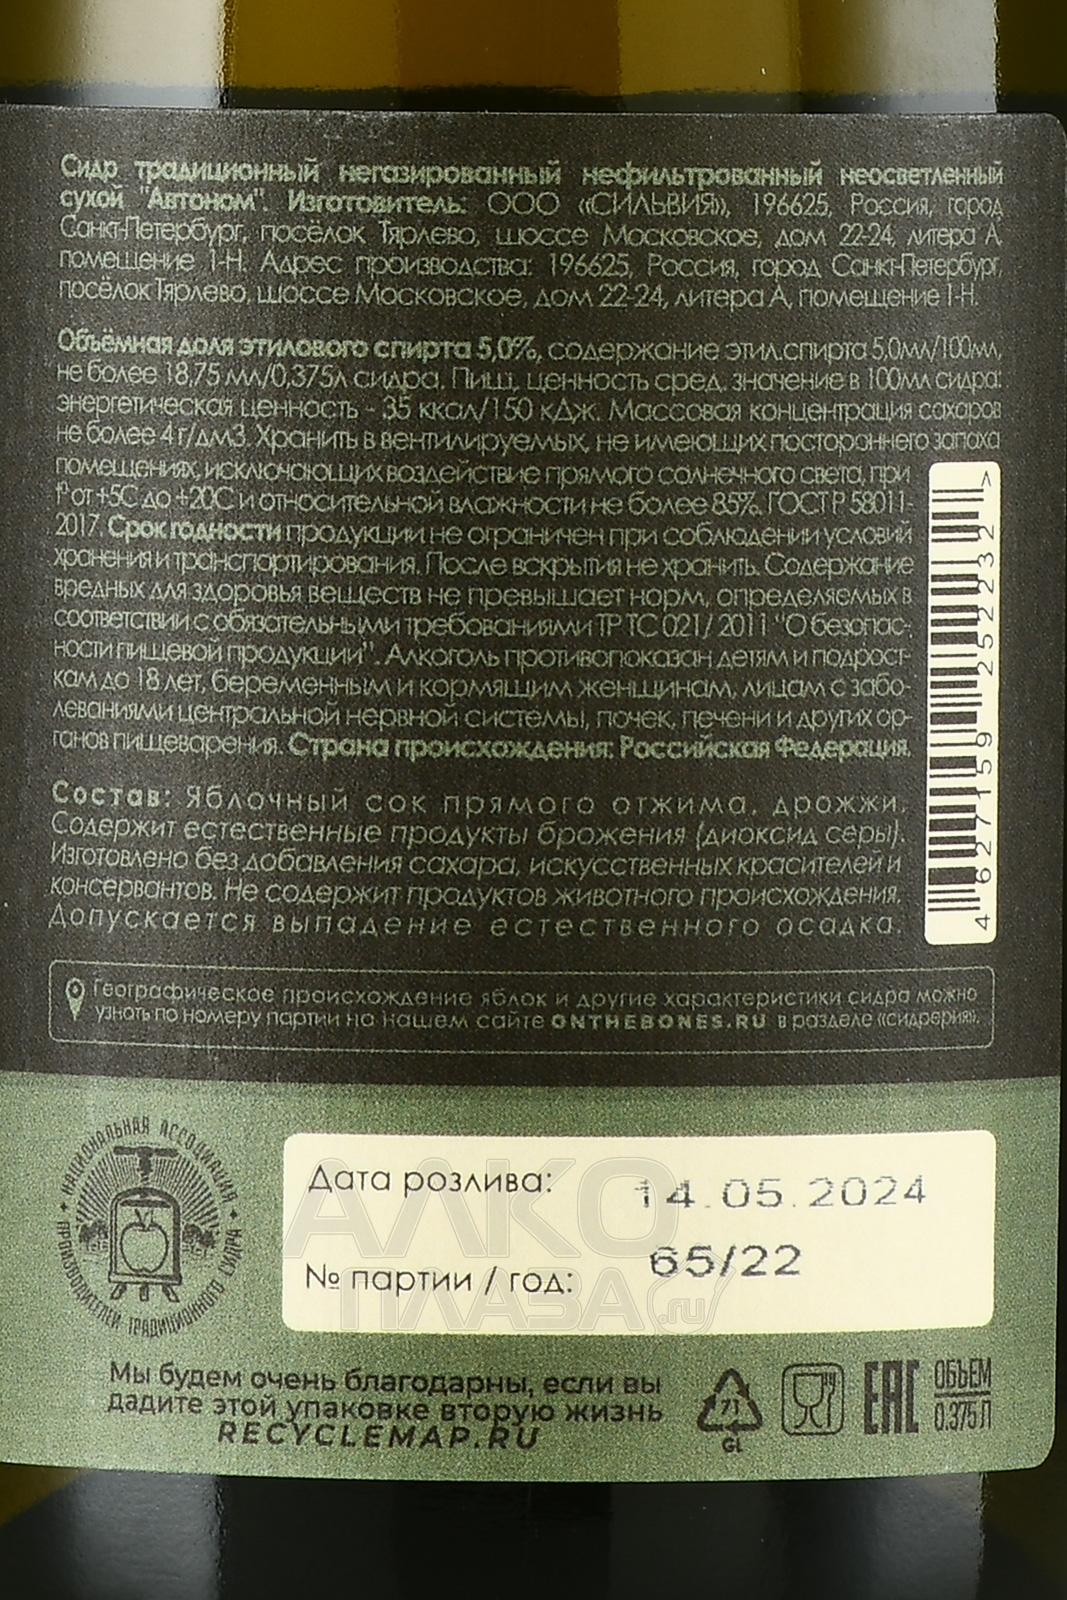 Сидр традиционный негазированный нефильтрованный неосветленный
сухой "Автоном". Изготовитель: ООО «СИЛЬВИЯ», 196625, Россия, город
Санкт-Петербург, посёлок Тярлево, шоссе Московское, дом 22-24, литера А,
помещение 1-Н. Адрес производства: 196625, Россия, город Санкт-Петербург,
посёлок Тярлево, шоссе Московское, дом 22-24, литера А, помещение 1-Н.
Объёмная доля этилового спирта 5,0%, содержание этил.спирта 5,0мл/100мл,
не более 18,75 мл/0,375л сидра. Пищ. ценность сред. значение в 100мл сидра:
энергетическая ценность - 35 ккал/150 кДж. Массовая концентрация сахаров
не более 4 г/дм3. Хранить в вентилируемых, не имеющих постороннего запаха
помещениях, исключающих воздействие прямого солнечного света, при
t° от +5С до +20С и относительной влажности не более 85%. ГОСТ Р 58011-
2017. Срок годности продукции не ограничен при соблюдении условий
хранения и транспортирования. После вскрытия не хранить. Содержание
вредных для здоровья веществ не превышает норм, определяемых в
соответствии с обязательными требованиями ТР ТС 021/ 2011 "О безопас-
ности пищевой продукции". Алкоголь противопоказан детям и подрост-
кам до 18 лет, беременным и кормящим женщинам, лицам с забо-
леваниями центральной нервной системы, почек, печени и других ор-
ганов пищеварения. Страна происхождения: Российская Федерация.
4 627159 252232 >
Состав: Яблочный сок прямого отжима, дрожжи.
Содержит естественные продукты брожения (диоксид серы).
Изготовлено без добавления сахара, искусственных красителей и
консервантов. Не содержит продуктов животного происхождения.
Допускается выпадение естественного осадка.
Географическое происхождение яблок и другие характеристики сидра можно
узнать по номеру партии на нашем сайте ONTHEBONES.RU в разделе «сидрерия».
НАЦИОНАЛЬНАЯ АССОЦИАЦИЯ
ПРОИЗВОДИТЕЛЕЙ ТРАДИЦИОННОГО СИДРА
Дата розлива: 14.05.2024
№ партии / год: 65/22
АЛКО
ПЛАЗА.ru
Мы будем очень благодарны, если вы
дадите этой упаковке вторую жизнь
RECYCLEMAP.RU
71
GL
EAC
ОБЪЕМ
0.375 Л